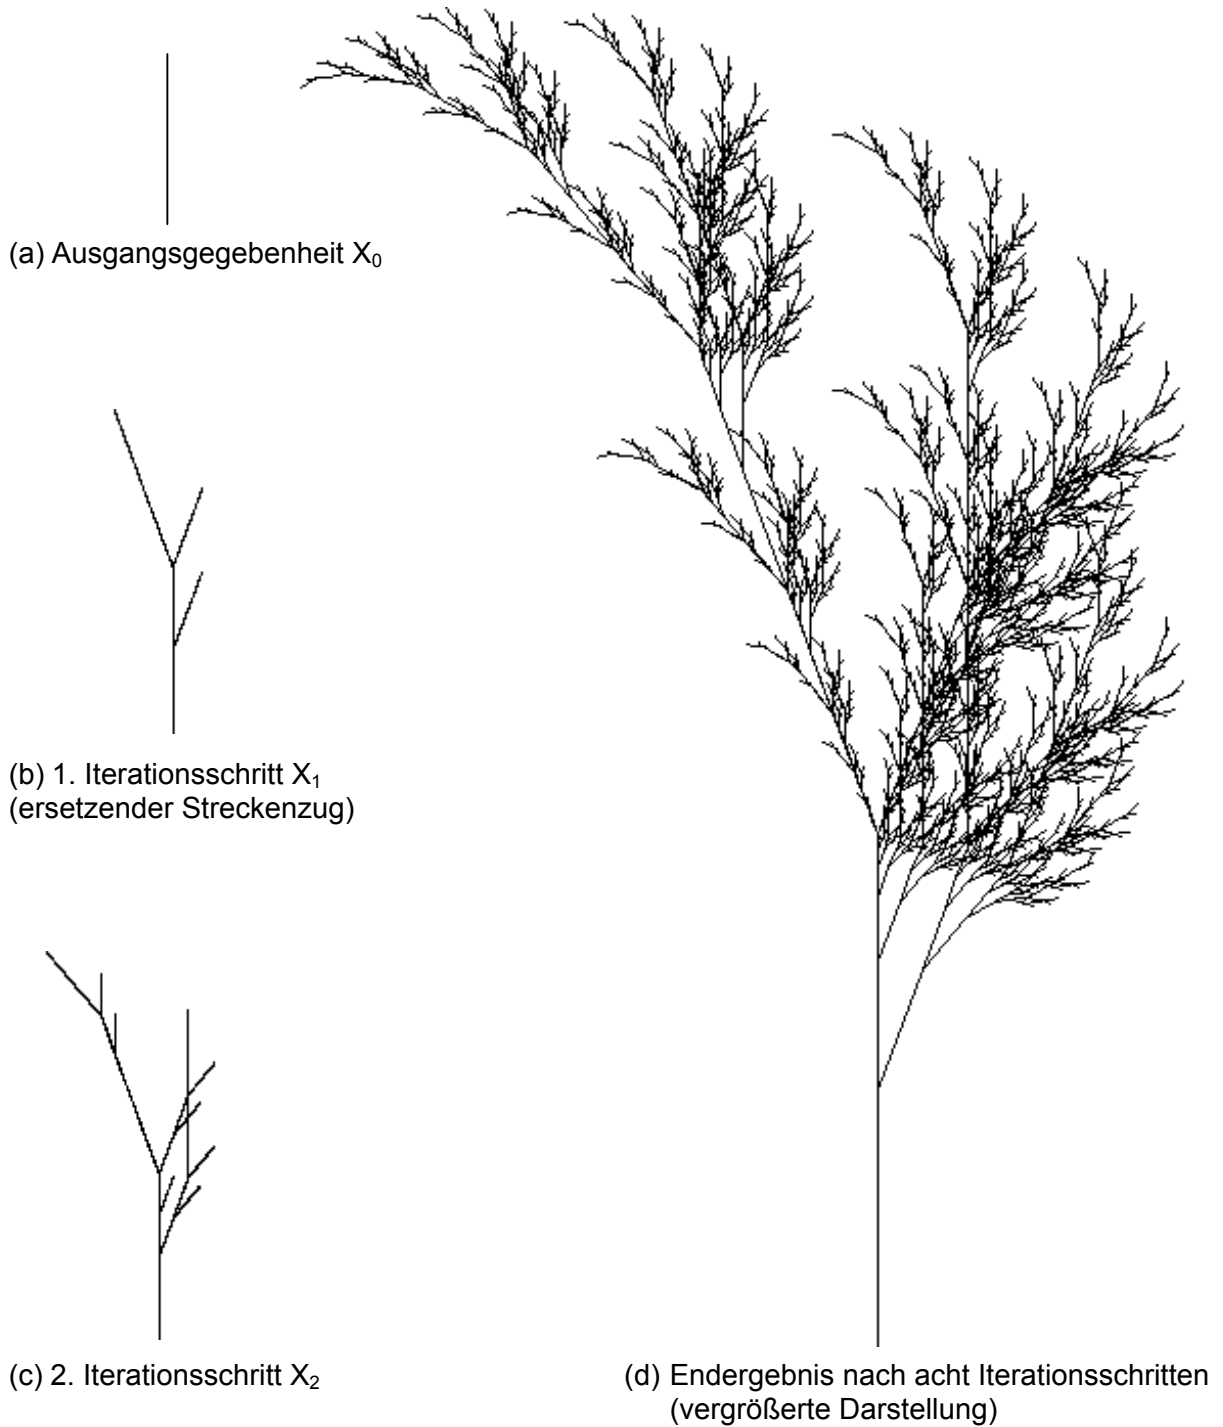 (a) Ausgangsgegebenheit X₀
(b) 1. Iterationsschritt X₁
(ersetzender Streckenzug)
(c) 2. Iterationsschritt X₂
(d) Endergebnis nach acht Iterationsschritten
(vergrößerte Darstellung)